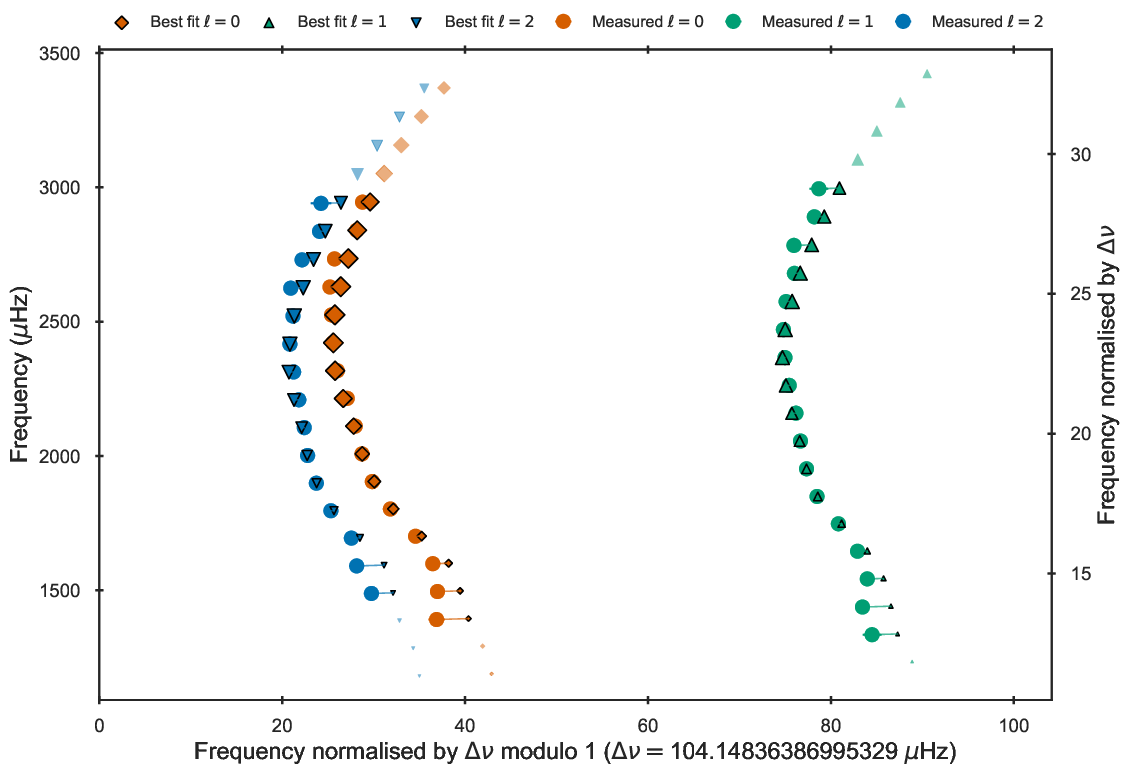 Best fit ℓ = 0 Best fit ℓ = 1 Best fit ℓ = 2 Measured ℓ = 0 Measured ℓ = 1 Measured ℓ = 2
3500
3000
2500
2000
1500
Frequency (μHz)
30
25
20
15
Frequency normalised by Δν
0 20 40 60 80 100
Frequency normalised by Δν modulo 1 (Δν = 104.14836386995329 μHz)